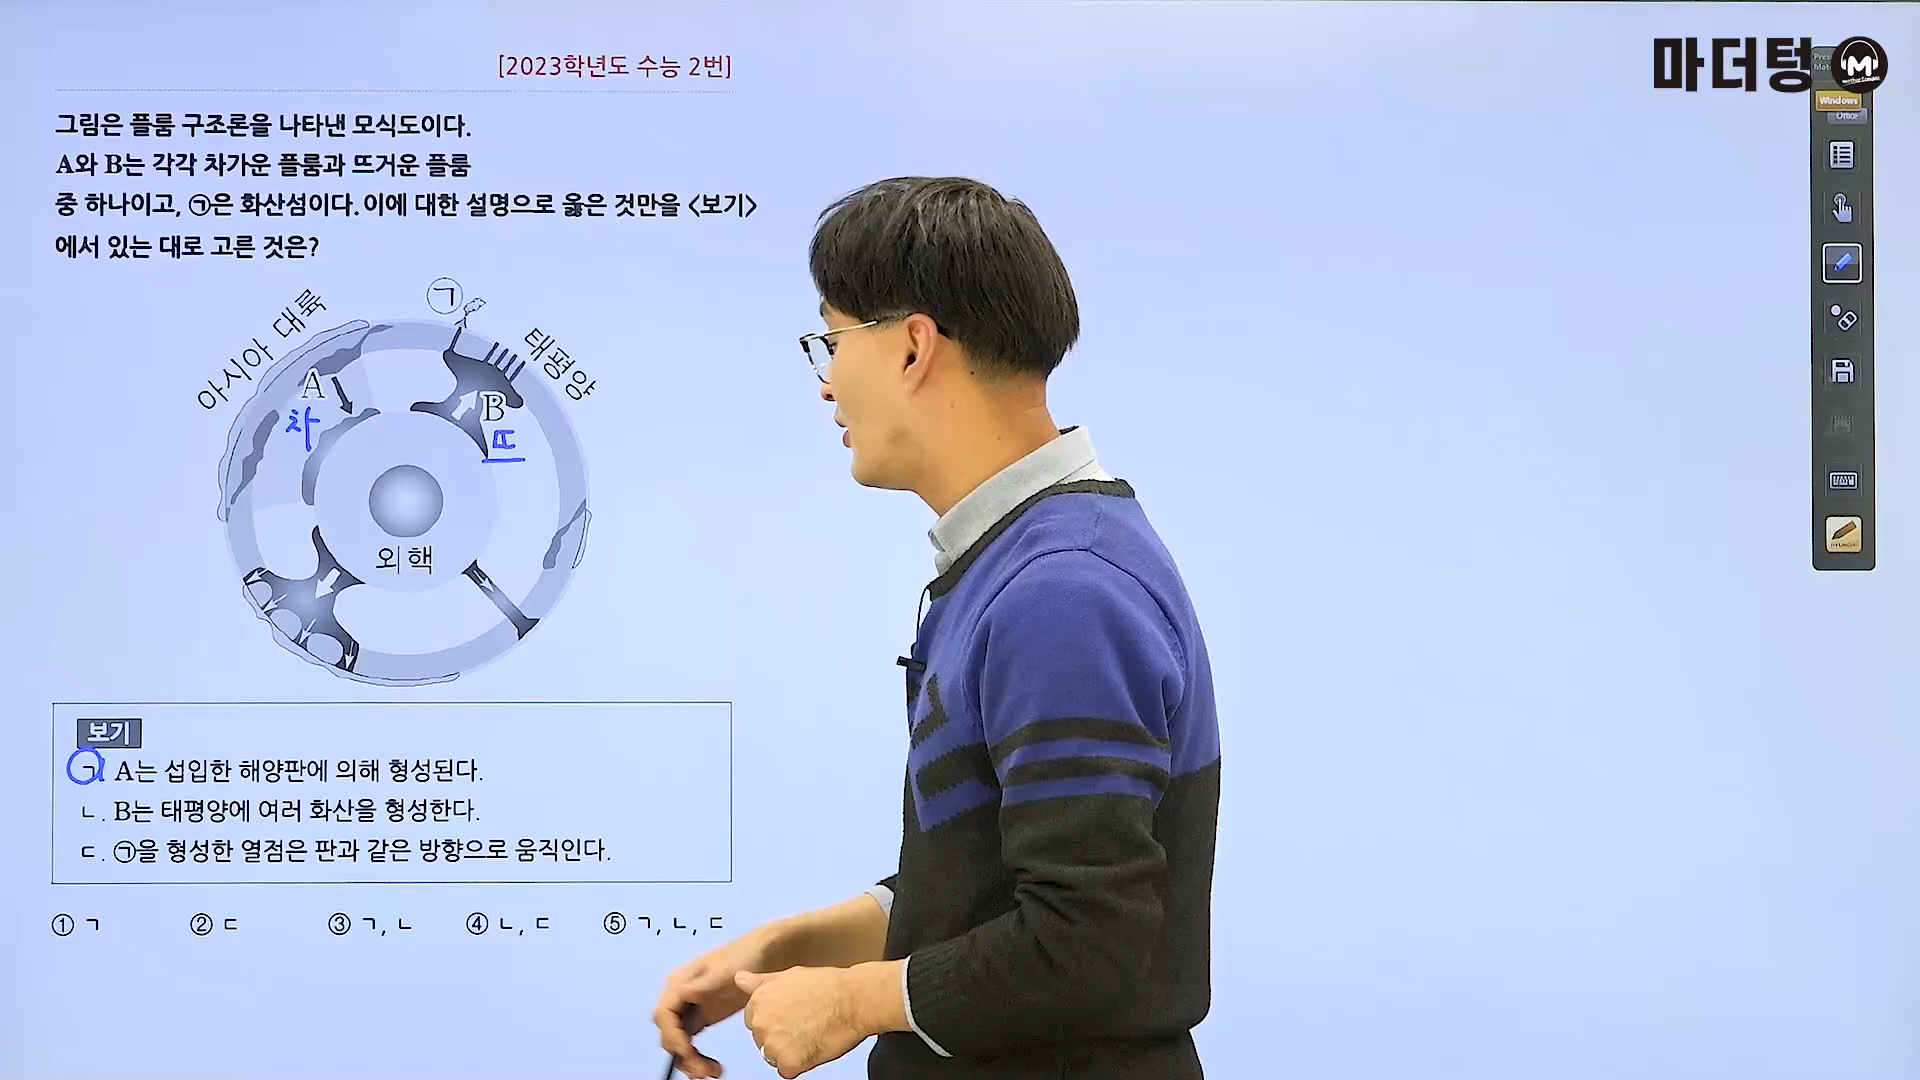 마더텅
M
Windows
Office
[2023학년도 수능 2번]
그림은 플룸 구조론을 나타낸 모식도이다.
A와 B는 각각 차가운 플룸과 뜨거운 플룸
중 하나이고, ㉠은 화산섬이다. 이에 대한 설명으로 옳은 것만을 <보기>
에서 있는 대로 고른 것은?
㉠
아시아 대륙
태평양
A
차
B
뜨
외핵
보기
ㄱ. A는 섭입한 해양판에 의해 형성된다.
ㄴ. B는 태평양에 여러 화산을 형성한다.
ㄷ. ㉠을 형성한 열점은 판과 같은 방향으로 움직인다.
① ㄱ ② ㄷ ③ ㄱ, ㄴ ④ ㄴ, ㄷ ⑤ ㄱ, ㄴ, ㄷ